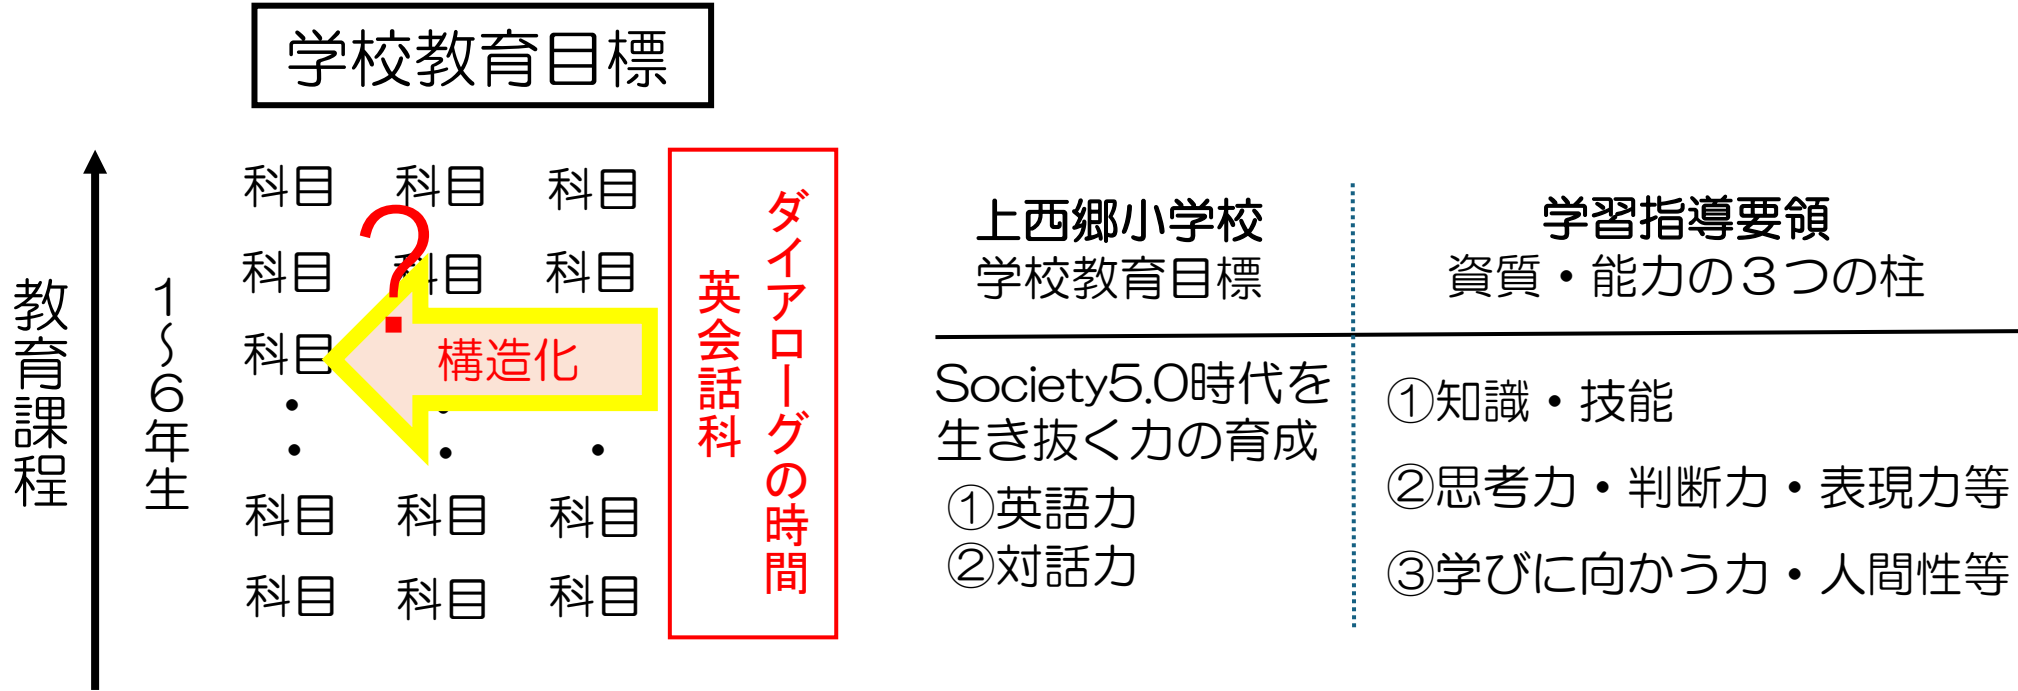 学校教育目標
教育課程
1～6年生
科目 科目 科目
科目 科目 科目
科目
・
・ ・ ・
科目 科目 科目
科目 科目 科目
?
構造化
ダイアローグの時間
英会話科
上西郷小学校
学校教育目標
Society5.0時代を
生き抜く力の育成
①英語力
②対話力
学習指導要領
資質・能力の３つの柱
①知識・技能
②思考力・判断力・表現力等
③学びに向かう力・人間性等